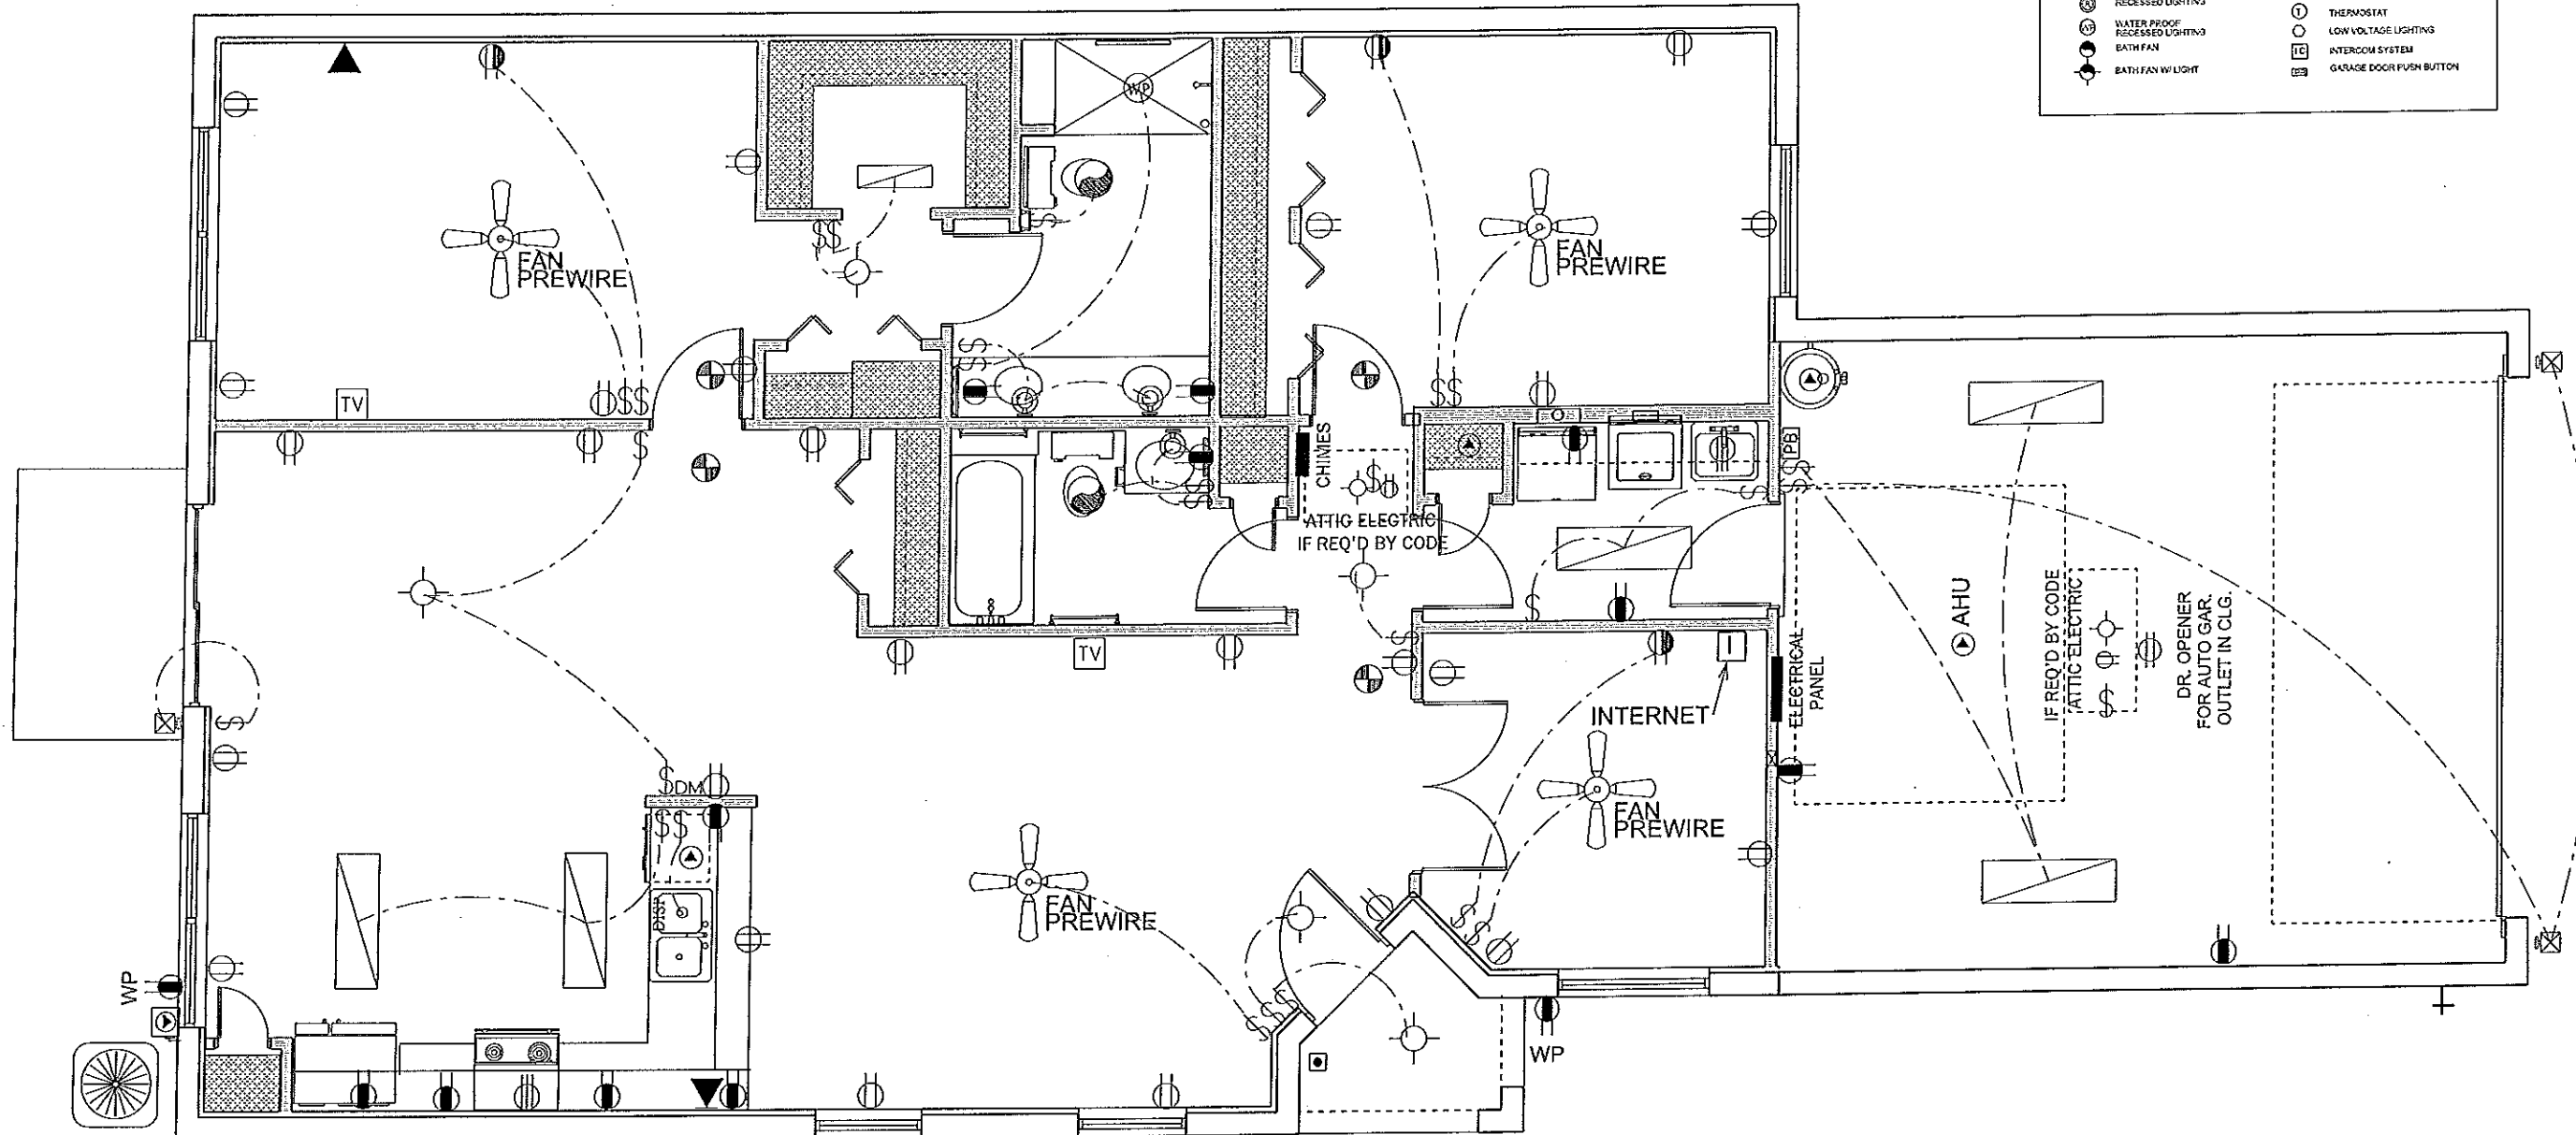 RECESSED LIGHTING
WATER PROOF
RECESSED LIGHTING
BATH FAN
BATH FAN W/ LIGHT
T
THERMOSTAT
LOW VOLTAGE LIGHTING
IC
INTERCOM SYSTEM
PB
GARAGE DOOR PUSH BUTTON
WP
FAN
PREWIRE
$$
$
FAN
PREWIRE
$
$
TV
$$
$$
$
CHIMES
PB
$
$
$
$
$
$
ATTIC ELECTRIC
IF REQ'D BY CODE
$
$
TV
I
INTERNET
ELECTRICAL
PANEL
AHU
IF REQ'D BY CODE
ATTIC ELECTRIC
$
DR. OPENER
FOR AUTO GAR.
OUTLET IN CLG.
$
$DM
$$
DISH
FAN
PREWIRE
FAN
PREWIRE
$
$
$
$
$
WP
WP